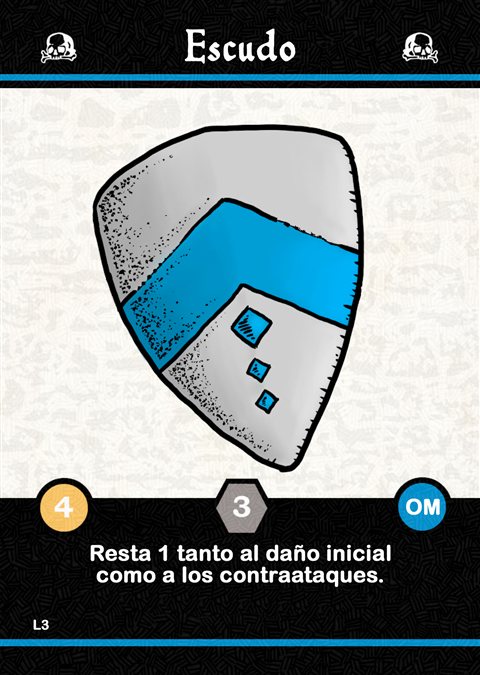 Escudo
4 3 OM
Resta 1 tanto al daño inicial
como a los contraataques.
L3